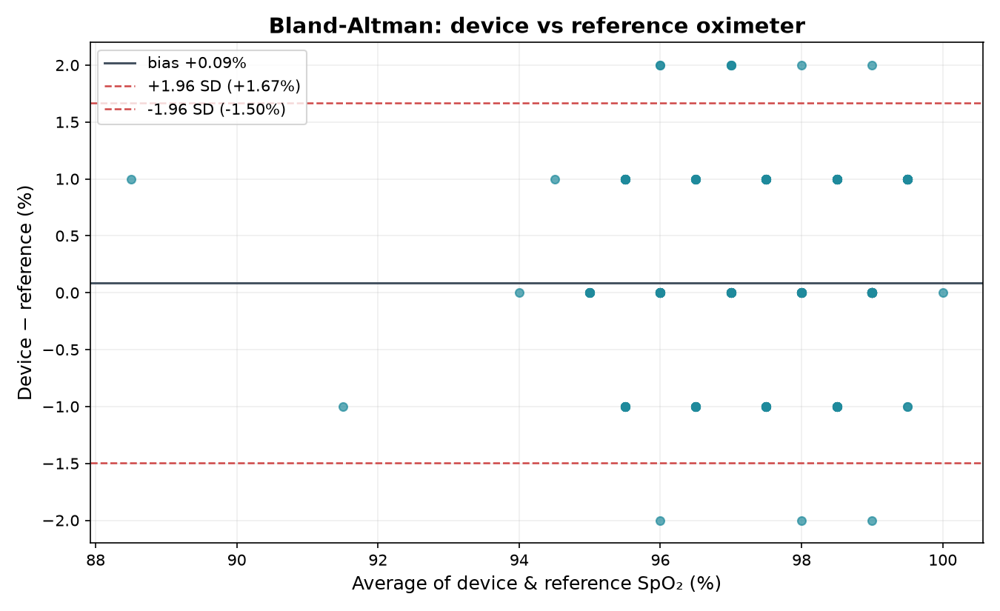 Bland-Altman: device vs reference oximeter
bias +0.09%
+1.96 SD (+1.67%)
-1.96 SD (-1.50%)
2.0
1.5
1.0
0.5
0.0
−0.5
−1.0
−1.5
−2.0
Device − reference (%)
88 90 92 94 96 98 100
Average of device & reference SpO₂ (%)